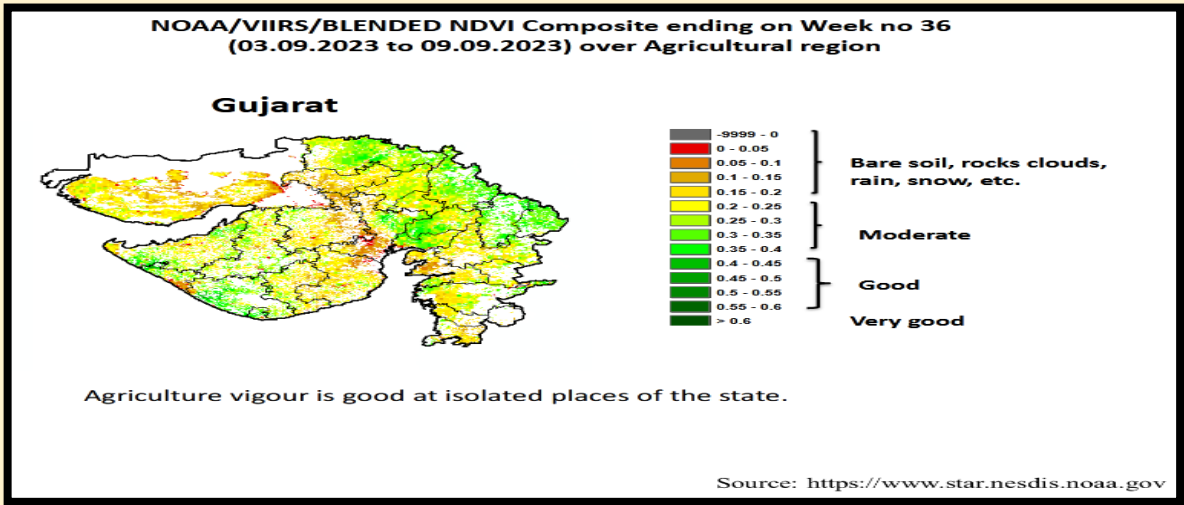 NOAA/VIIRS/BLENDED NDVI Composite ending on Week no 36
(03.09.2023 to 09.09.2023) over Agricultural region
Gujarat
-9999 - 0
0 - 0.05
0.05 - 0.1
0.1 - 0.15
0.15 - 0.2
0.2 - 0.25
0.25 - 0.3
0.3 - 0.35
0.35 - 0.4
0.4 - 0.45
0.45 - 0.5
0.5 - 0.55
0.55 - 0.6
> 0.6
Bare soil, rocks clouds,
rain, snow, etc.
Moderate
Good
Very good
Agriculture vigour is good at isolated places of the state.
Source: https://www.star.nesdis.noaa.gov